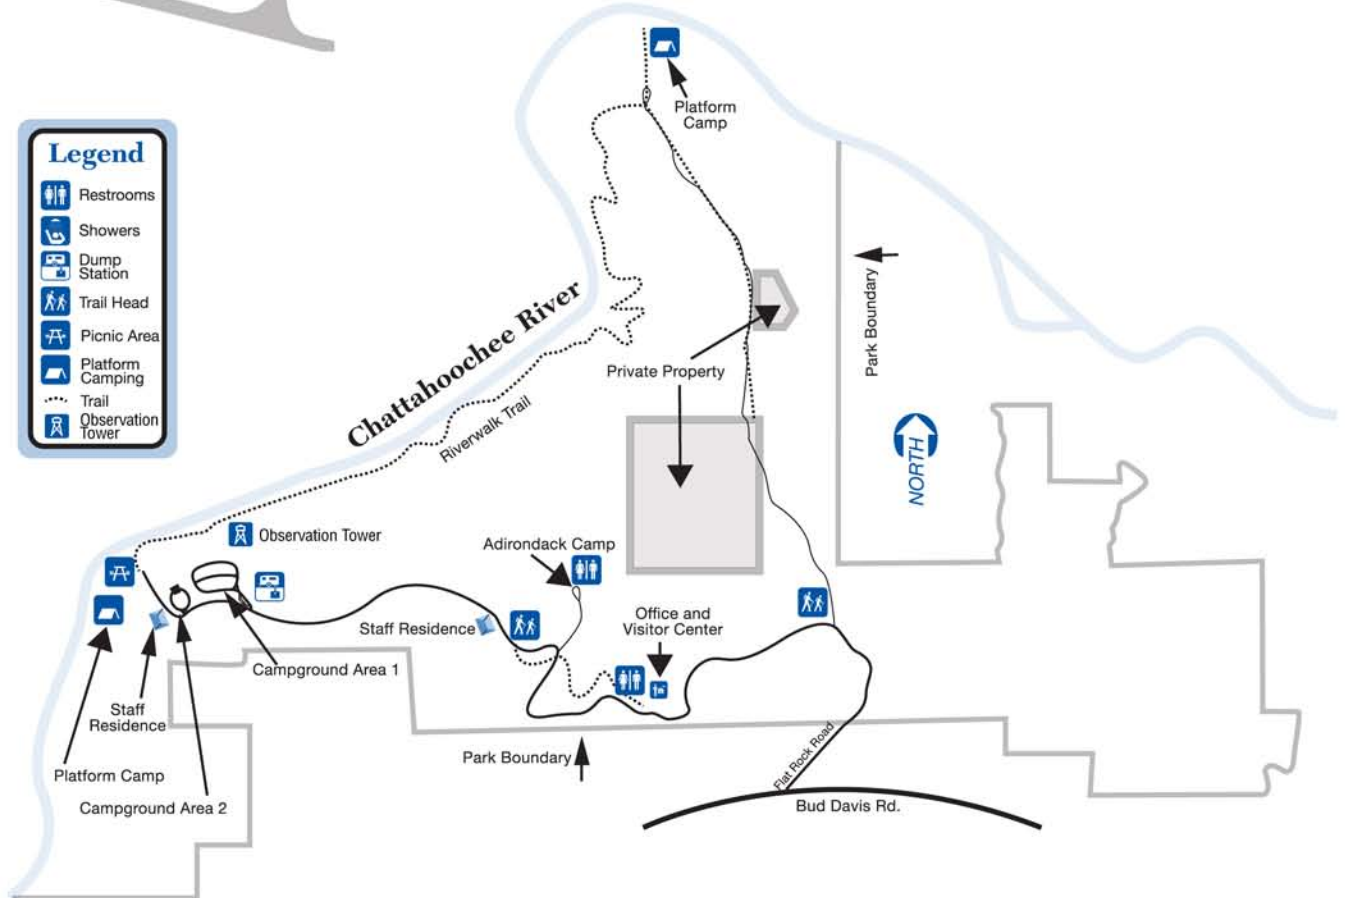 Platform
Camp
Legend
Restrooms
Showers
Dump
Station
Trail Head
Picnic Area
Platform
Camping
Trail
Observation
Tower
Chattahoochee River
Riverwalk Trail
Private Property
Park Boundary
NORTH
Observation Tower
Adirondack Camp
Office and
Visitor Center
Staff Residence
Campground Area 1
Staff
Residence
Platform Camp
Campground Area 2
Park Boundary
Flat Rock Road
Bud Davis Rd.